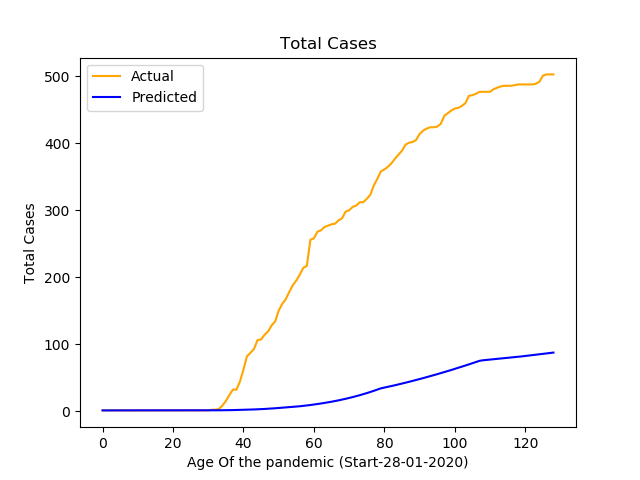 Total Cases
Actual
Predicted
500
400
300
200
100
0
Total Cases
0 20 40 60 80 100 120
Age Of the pandemic (Start-28-01-2020)